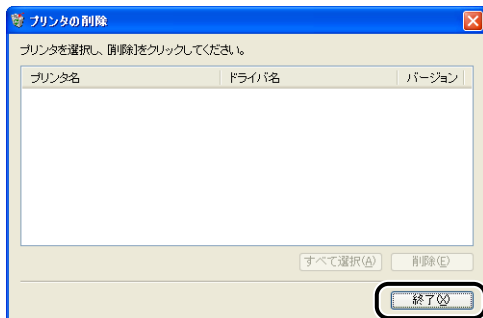 プリンタの削除
プリンタを選択し、[削除]をクリックしてください。
プリンタ名 ドライバ名 バージョン
すべて選択(A) 削除(E)
終了(X)